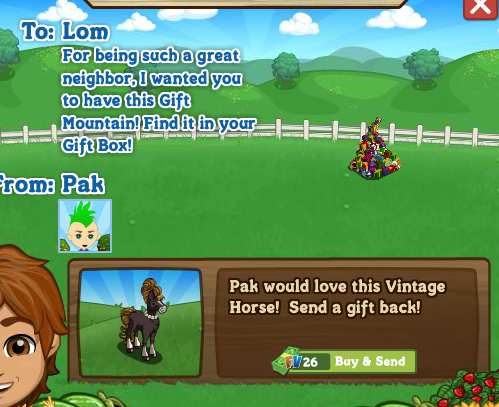 To: Lom
For being such a great
neighbor, I wanted you
to have this Gift
Mountain! Find it in your
Gift Box!
From: Pak
Pak would love this Vintage
Horse! Send a gift back!
FV 26 Buy & Send